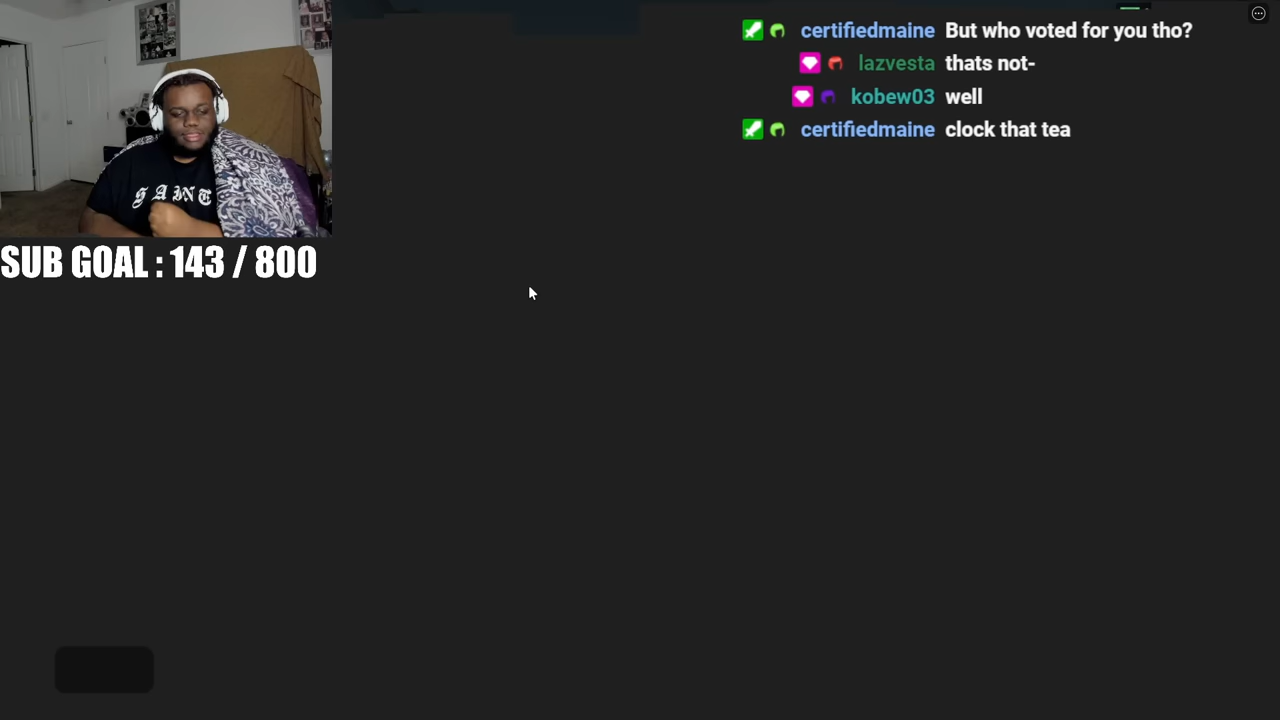 certifiedmaine But who voted for you tho?
lazvesta thats not-
kobew03 well
certifiedmaine clock that tea
SAINT
SUB GOAL : 143 / 800